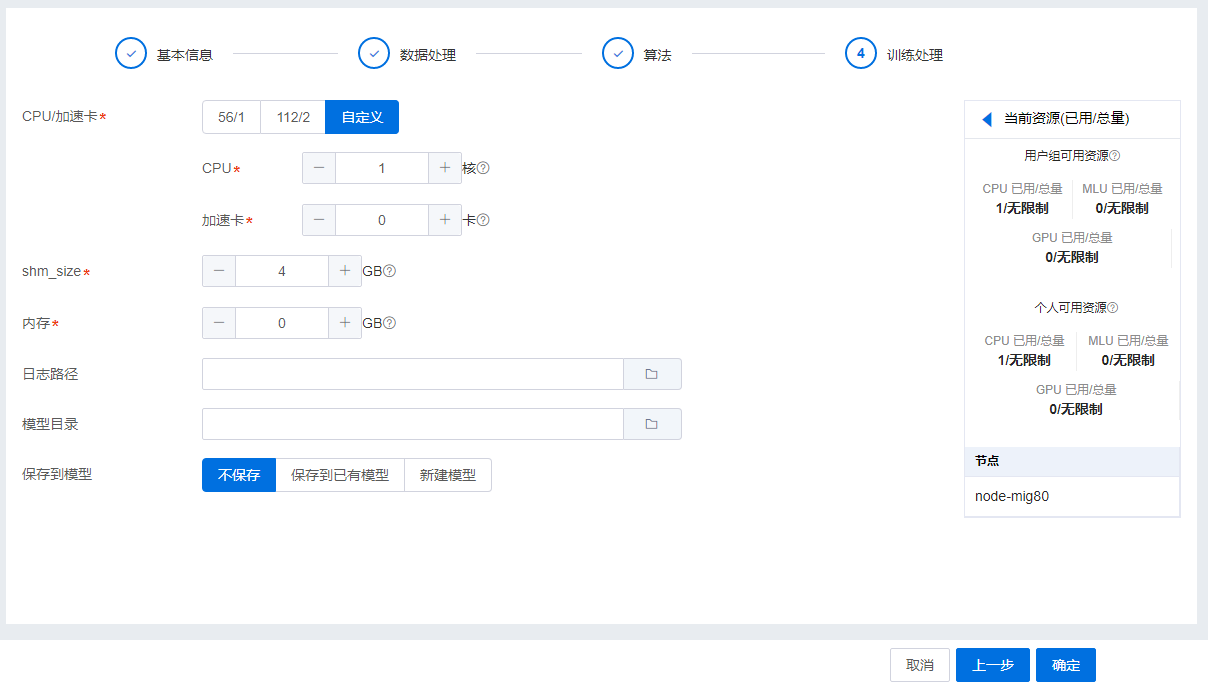 基本信息
数据处理
算法
4 训练处理
CPU/加速卡*
56/1 112/2 自定义
CPU* − 1 + 核?
加速卡* − 0 + 卡?
shm_size* − 4 + GB?
内存* − 0 + GB?
日志路径
模型目录
保存到模型
不保存 保存到已有模型 新建模型
当前资源(已用/总量)
用户组可用资源?
CPU 已用/总量 MLU 已用/总量
1/无限制 0/无限制
GPU 已用/总量
0/无限制
个人可用资源?
CPU 已用/总量 MLU 已用/总量
1/无限制 0/无限制
GPU 已用/总量
0/无限制
节点
node-mig80
取消 上一步 确定